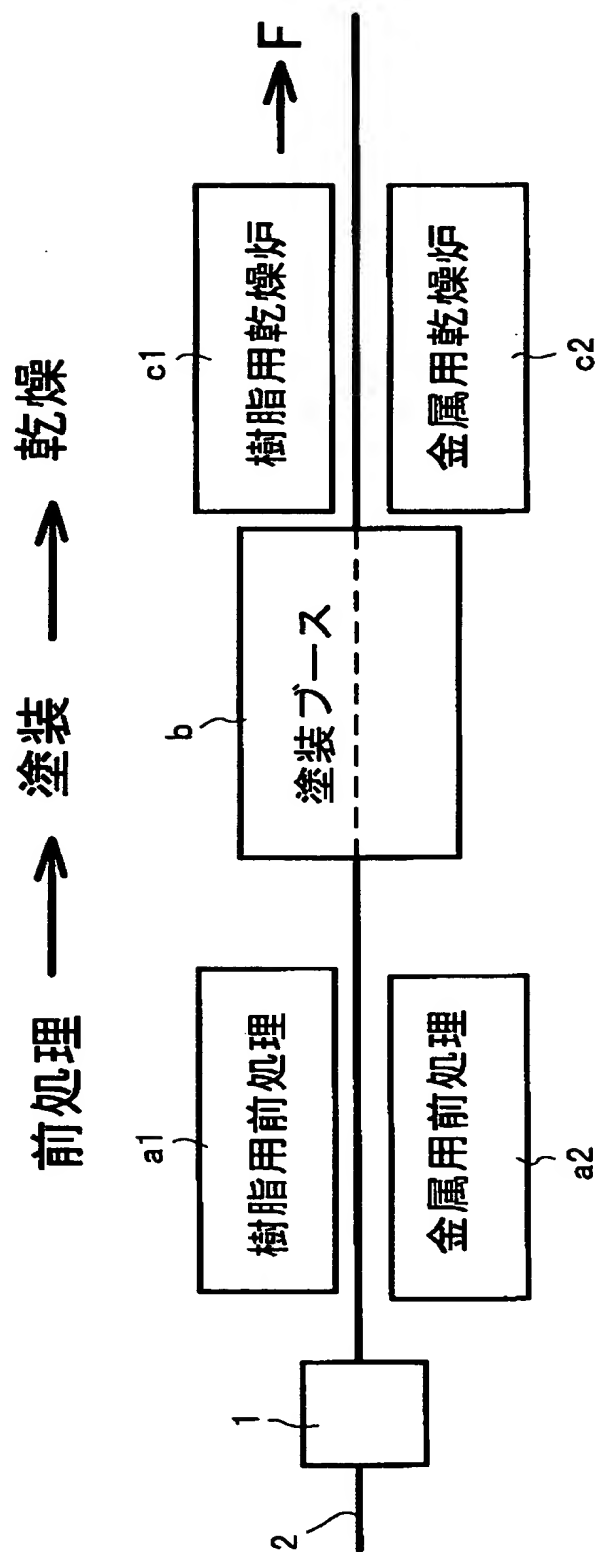 前処理 → 塗装 → 乾燥
→ F
a1
b
c1
樹脂用前処理
塗装ブース
樹脂用乾燥炉
1
2
金属用前処理
金属用乾燥炉
a2
c2